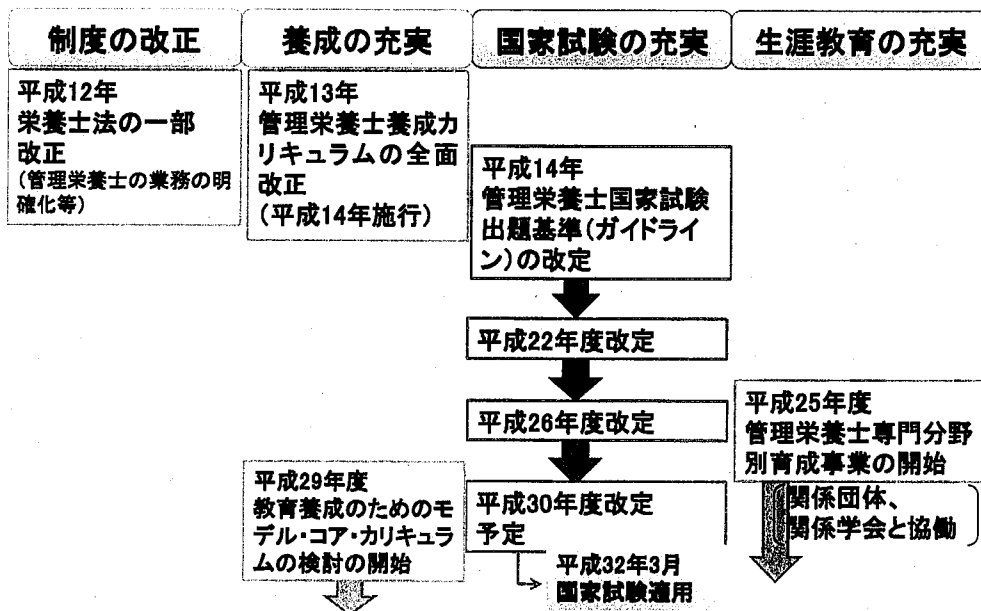 制度の改正
養成の充実
国家試験の充実
生涯教育の充実
平成12年
栄養士法の一部
改正
(管理栄養士の業務の明
確化等)
平成13年
管理栄養士養成カ
リキュラムの全面
改正
(平成14年施行)
平成14年
管理栄養士国家試験
出題基準(ガイドライ
ン)の改定
平成22年度改定
平成26年度改定
平成25年度
管理栄養士専門分野
別育成事業の開始
関係団体、
関係学会と協働
平成29年度
教育養成のためのモ
デル・コア・カリキュラ
ムの検討の開始
平成30年度改定
予定
平成32年3月
国家試験適用